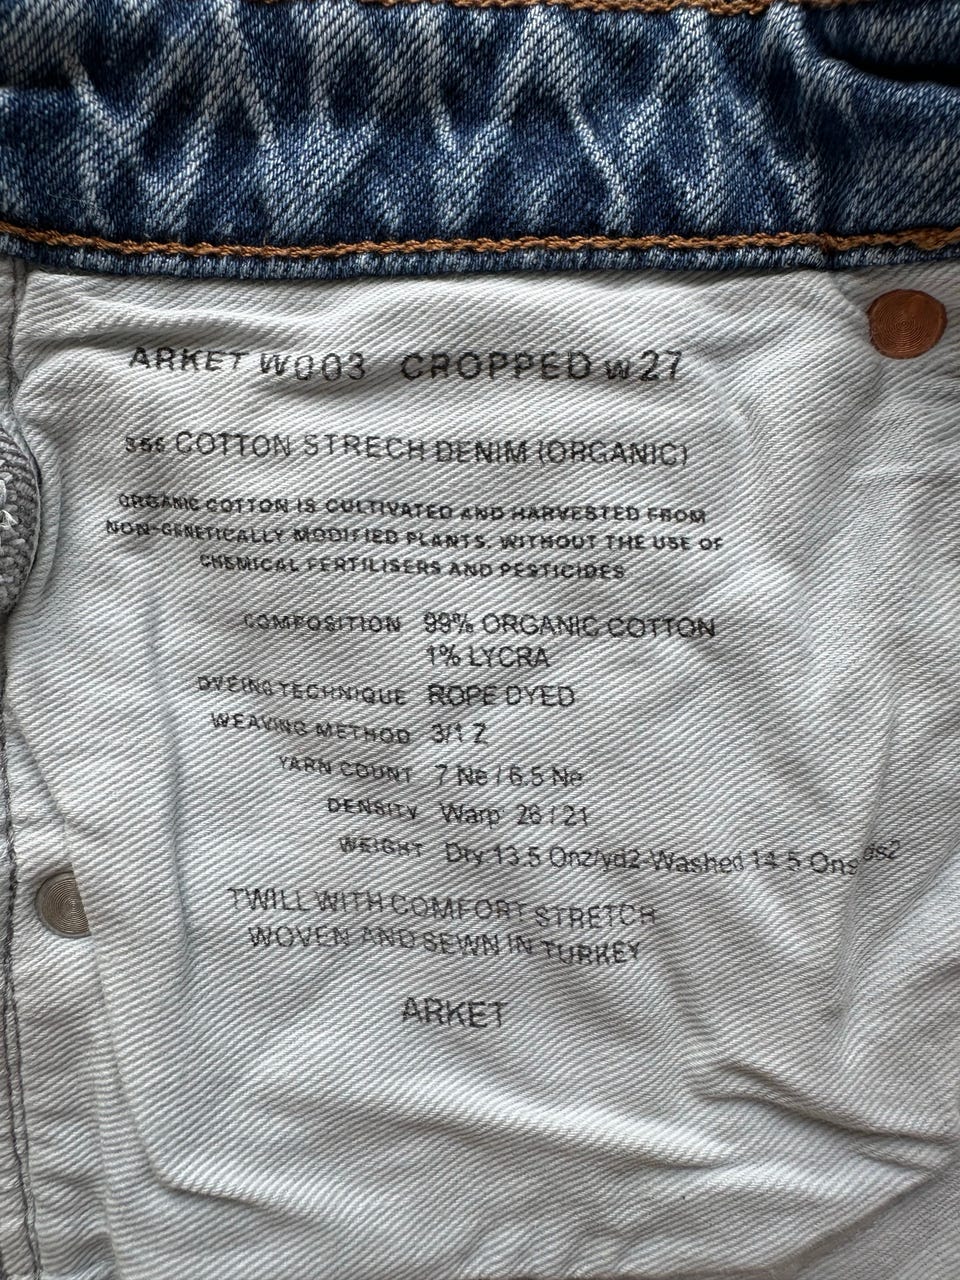 ARKET W003 CROPPED w27
COTTON STRECH DENIM (ORGANIC)
ORGANIC COTTON IS CULTIVATED AND HARVESTED FROM
NON-GENETICALLY MODIFIED PLANTS. WITHOUT THE USE OF
CHEMICAL FERTILISERS AND PESTICIDES
COMPOSITION 99% ORGANIC COTTON
1% LYCRA
DYEING TECHNIQUE ROPE DYED
WEAVING METHOD 3/1 Z
YARN COUNT 7 Ne / 6.5 Ne
DENSITY Warp 26 / 21
WEIGHT Dry 13.5 Onz/yd2-Washed 14.5
TWILL WITH COMFORT STRETCH
WOVEN AND SEWN IN TURKEY
ARKET